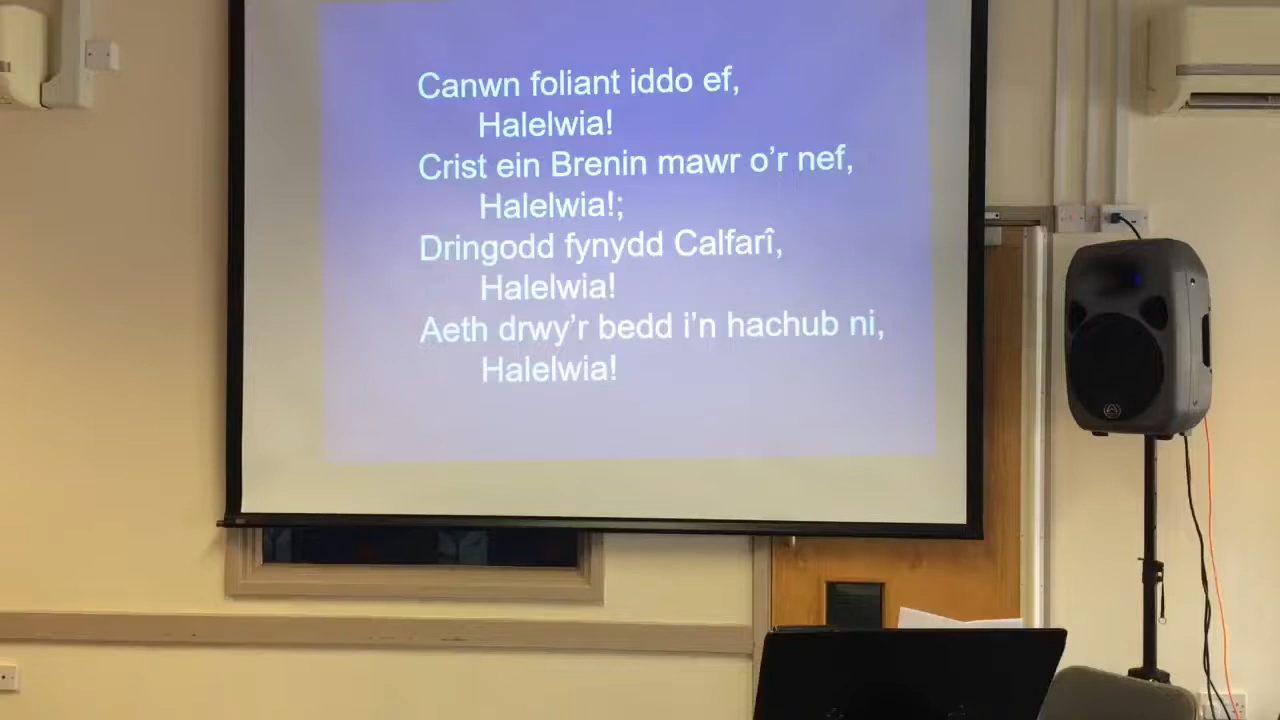 Canwn foliant iddo ef,
Halelwia!
Crist ein Brenin mawr o'r nef,
Halelwia!;
Dringodd fynydd Calfarî,
Halelwia!
Aeth drwy'r bedd i'n hachub ni,
Halelwia!